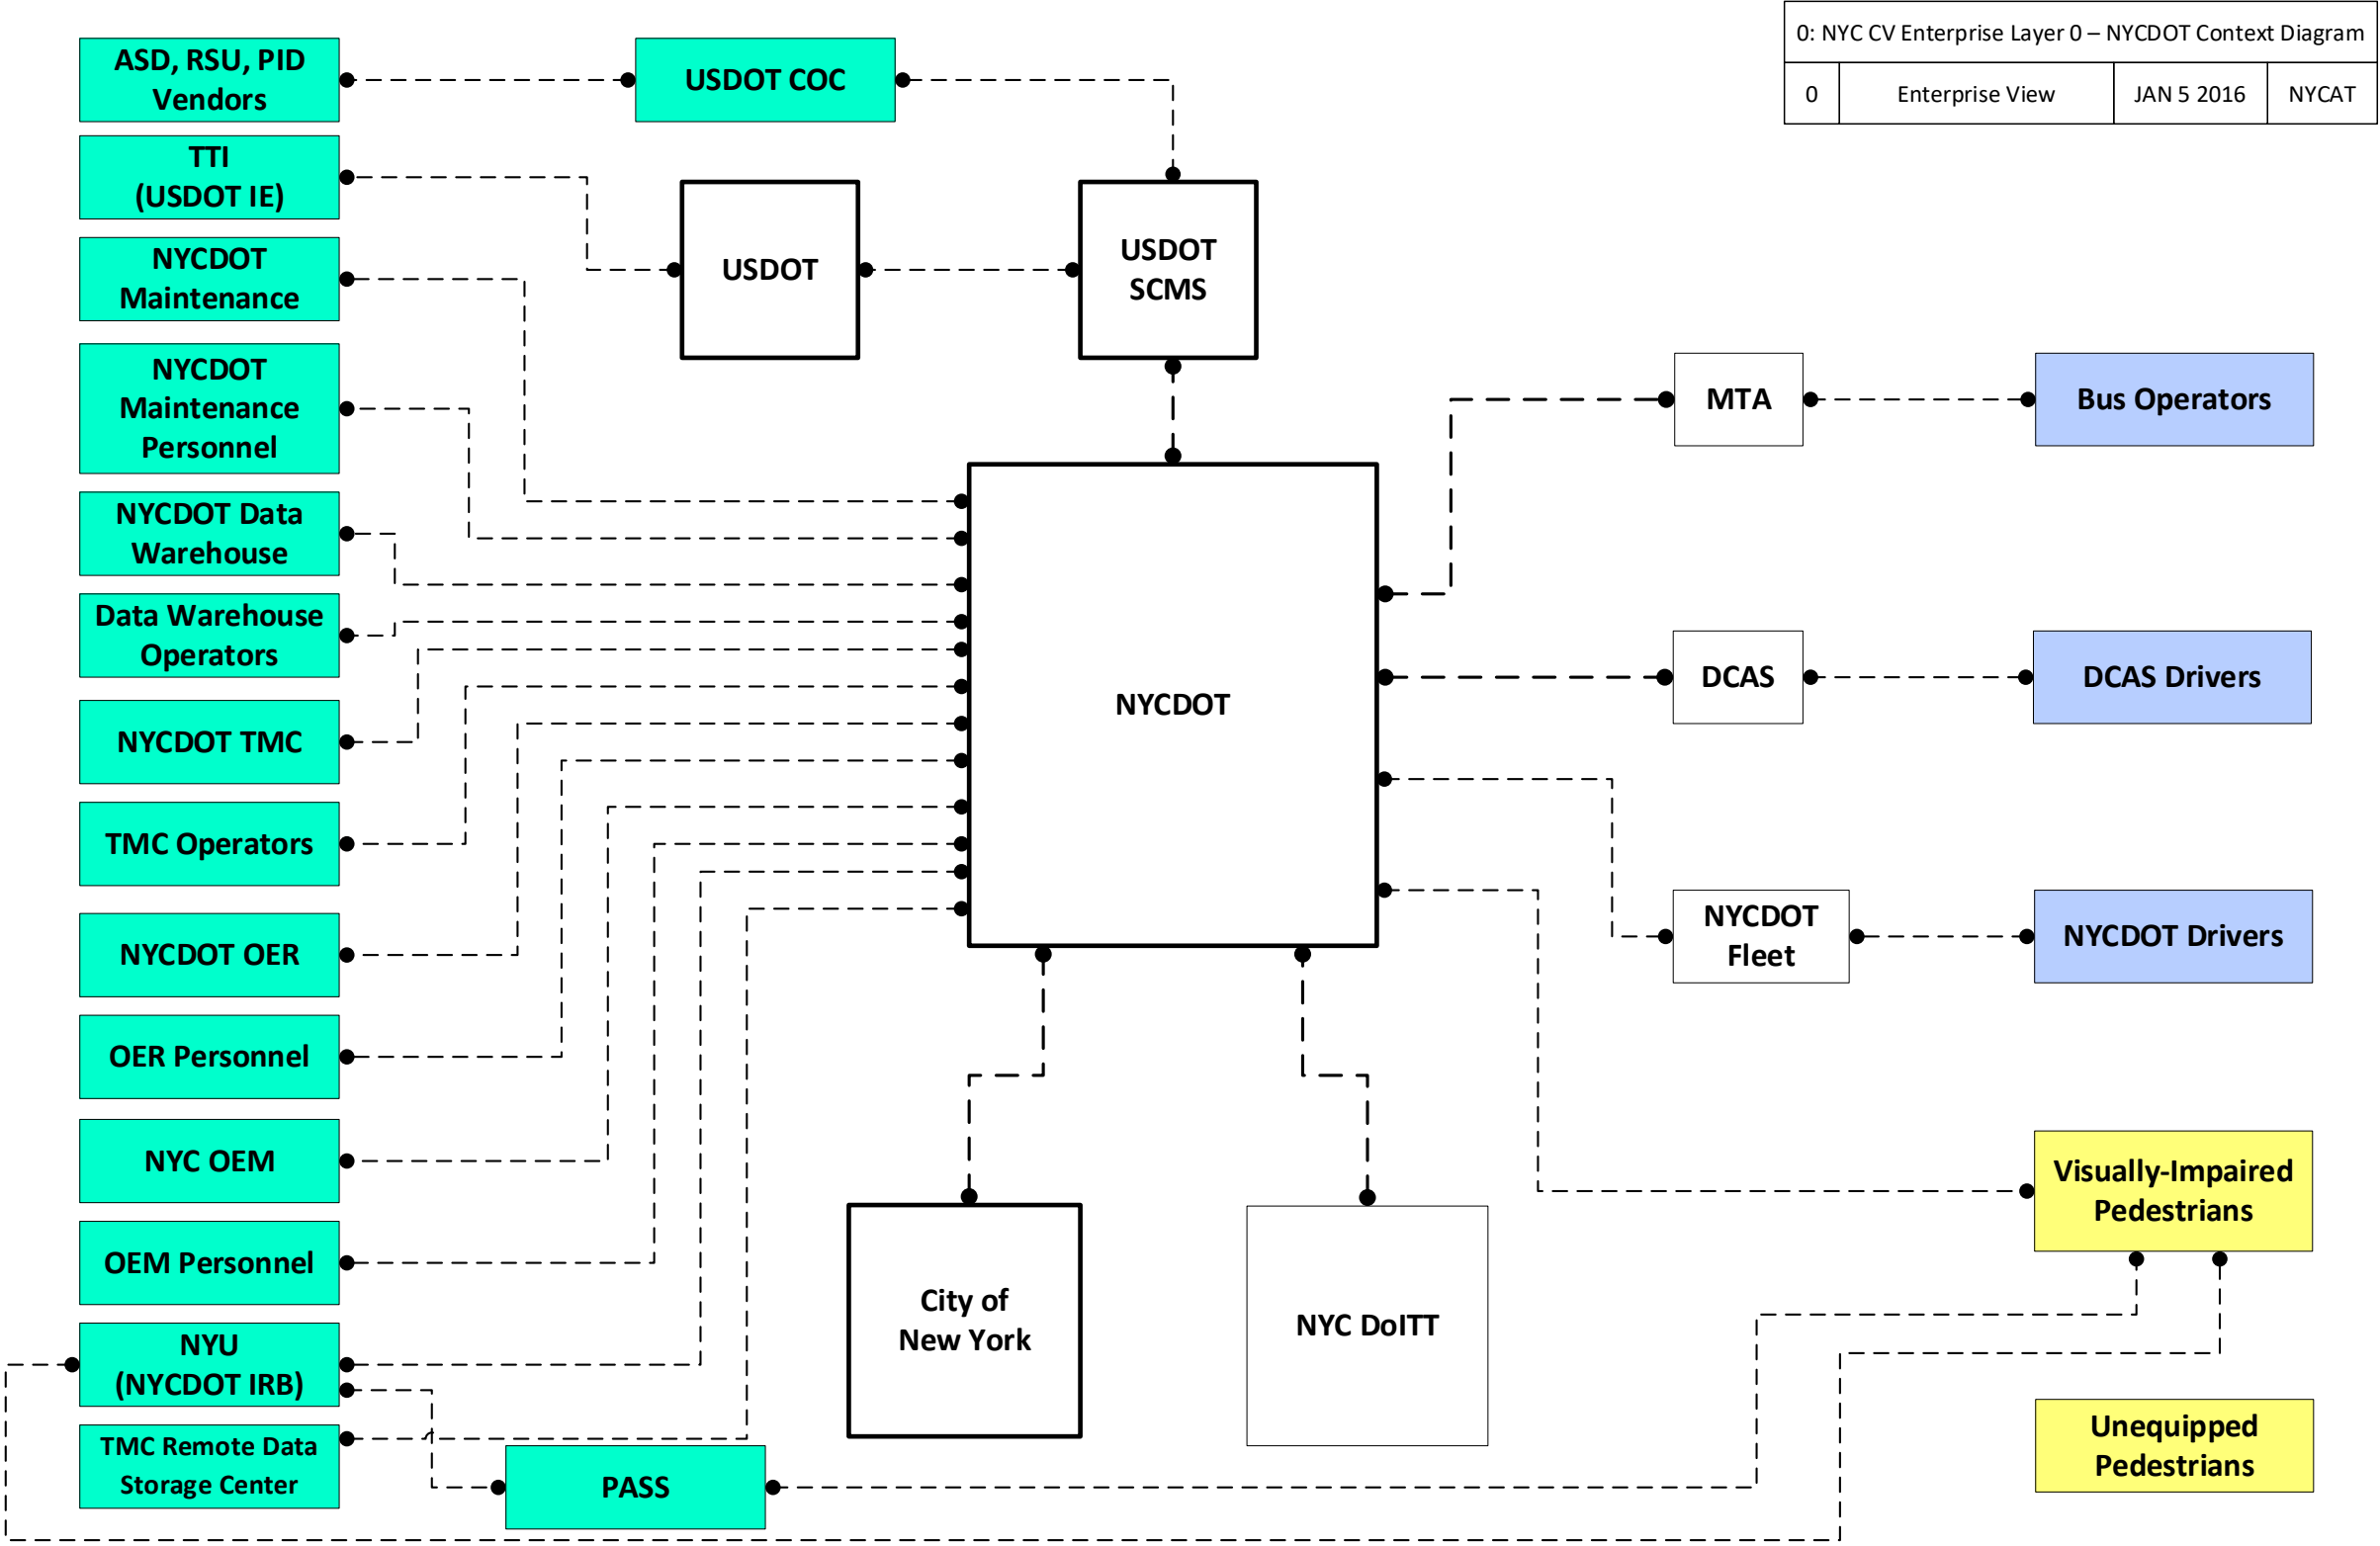 0: NYC CV Enterprise Layer 0 – NYCDOT Context Diagram
0 Enterprise View JAN 5 2016 NYCAT
ASD, RSU, PID
Vendors
USDOT COC
TTI
(USDOT IE)
USDOT
USDOT
SCMS
NYCDOT
Maintenance
NYCDOT
Maintenance
Personnel
MTA
Bus Operators
NYCDOT Data
Warehouse
Data Warehouse
Operators
NYCDOT
DCAS
DCAS Drivers
NYCDOT TMC
TMC Operators
NYCDOT OER
NYCDOT
Fleet
NYCDOT Drivers
OER Personnel
NYC OEM
Visually-Impaired
Pedestrians
OEM Personnel
City of
New York
NYC DoITT
NYU
(NYCDOT IRB)
TMC Remote Data
Storage Center
PASS
Unequipped
Pedestrians